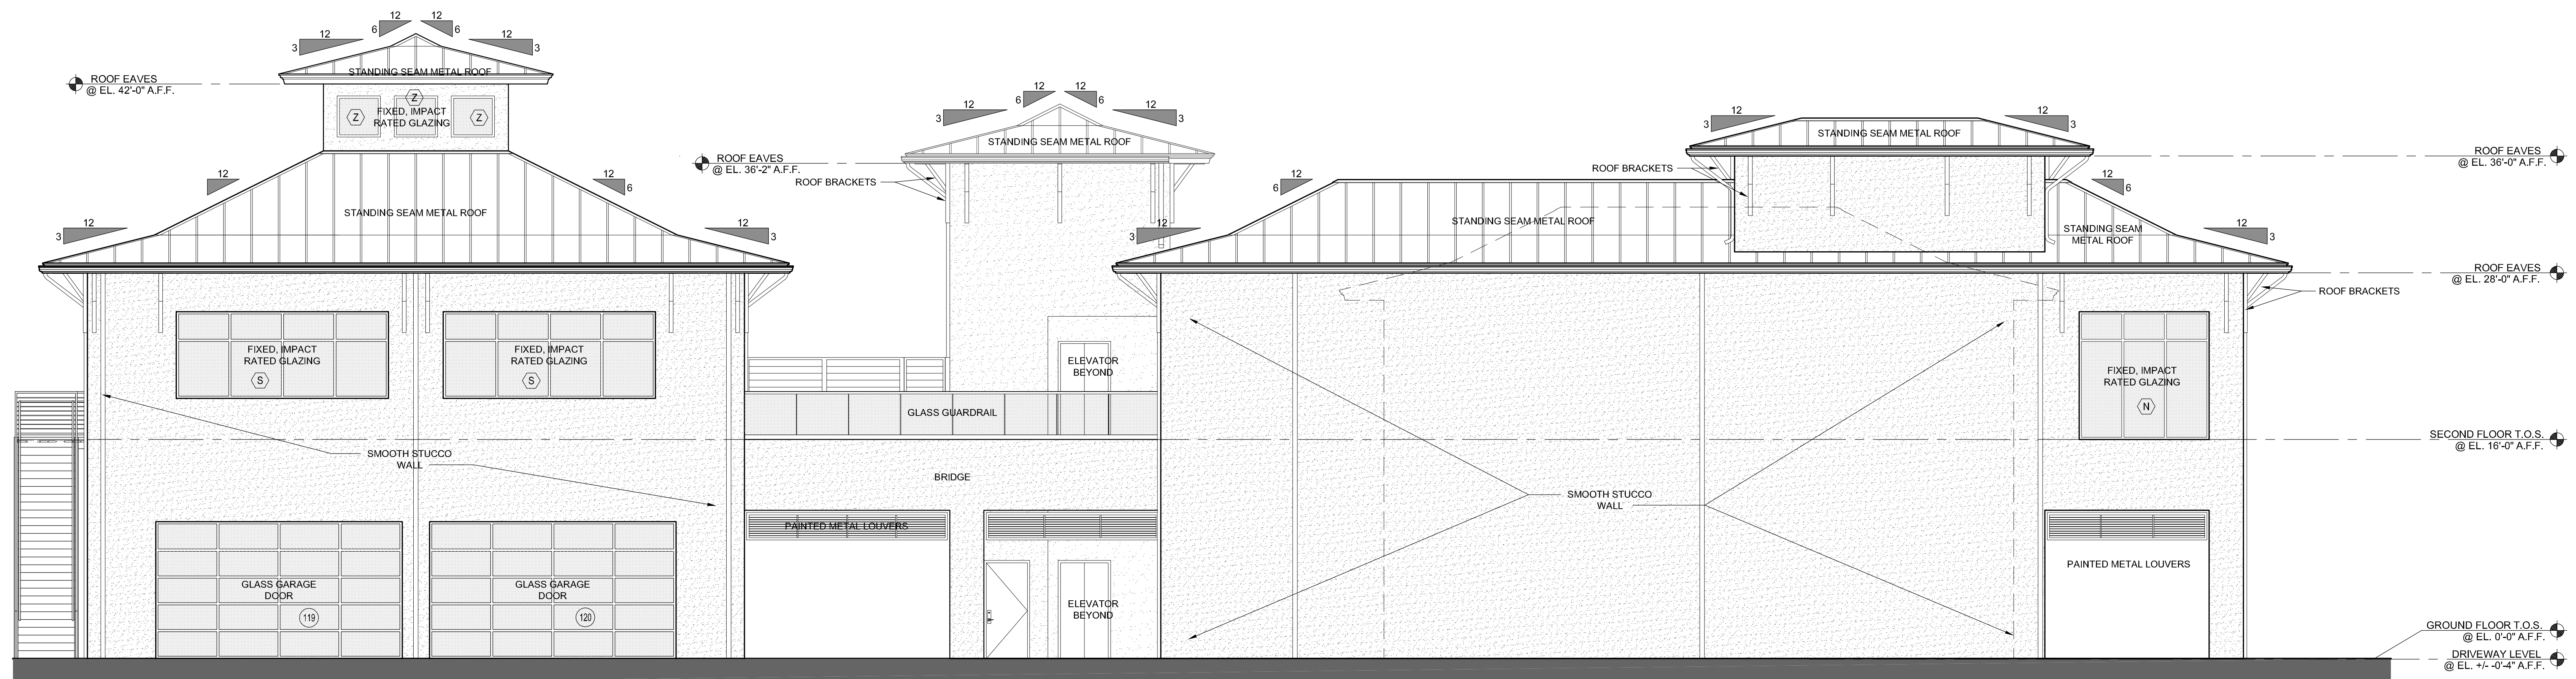 12
12
6
6
12
12
3
3
STANDING SEAM METAL ROOF
ROOF EAVES
@ EL. 42'-0" A.F.F.
Z
Z
Z
FIXED, IMPACT
RATED GLAZING
12
12
6
6
12
12
3
3
STANDING SEAM METAL ROOF
ROOF EAVES
@ EL. 36'-2" A.F.F.
ROOF BRACKETS
12
12
3
3
STANDING SEAM METAL ROOF
ROOF BRACKETS
ROOF EAVES
@ EL. 36'-0" A.F.F.
12
12
6
STANDING SEAM METAL ROOF
12
12
3
3
12
12
6
6
STANDING SEAM METAL ROOF
STANDING SEAM
METAL ROOF
12
12
3
3
ROOF EAVES
@ EL. 28'-0" A.F.F.
ROOF BRACKETS
FIXED, IMPACT
RATED GLAZING
S
FIXED, IMPACT
RATED GLAZING
S
ELEVATOR
BEYOND
FIXED, IMPACT
RATED GLAZING
N
GLASS GUARDRAIL
SECOND FLOOR T.O.S.
@ EL. 16'-0" A.F.F.
SMOOTH STUCCO
WALL
BRIDGE
SMOOTH STUCCO
WALL
PAINTED METAL LOUVERS
PAINTED METAL LOUVERS
GLASS GARAGE
DOOR
119
GLASS GARAGE
DOOR
120
ELEVATOR
BEYOND
GROUND FLOOR T.O.S.
@ EL. 0'-0" A.F.F.
DRIVEWAY LEVEL
@ EL. +/- -0'-4" A.F.F.